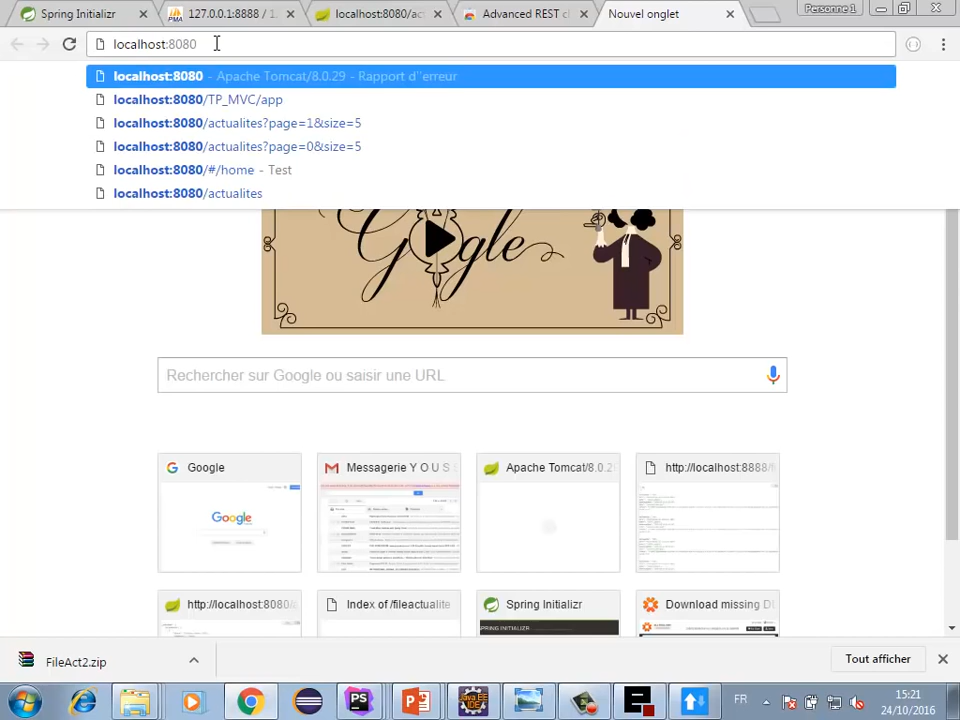 Spring Initializr
127.0.0.1:8888 / 1
localhost:8080/ac
Advanced REST c
Nouvel onglet
Personne 1
localhost:8080
localhost:8080 - Apache Tomcat/8.0.29 - Rapport d''erreur
localhost:8080/TP_MVC/app
localhost:8080/actualites?page=1&size=5
localhost:8080/actualites?page=0&size=5
localhost:8080/#/home - Test
localhost:8080/actualites
Google
Rechercher sur Google ou saisir une URL
Google
Messagerie Y O U S
Apache Tomcat/8.0.2
http://localhost:8888/
Google
http://localhost:8080/
Index of /fileactualite
Spring Initializr
Download missing D
SPRING INITIALIZR
FileAct2.zip
Tout afficher
FR
15:21
24/10/2016